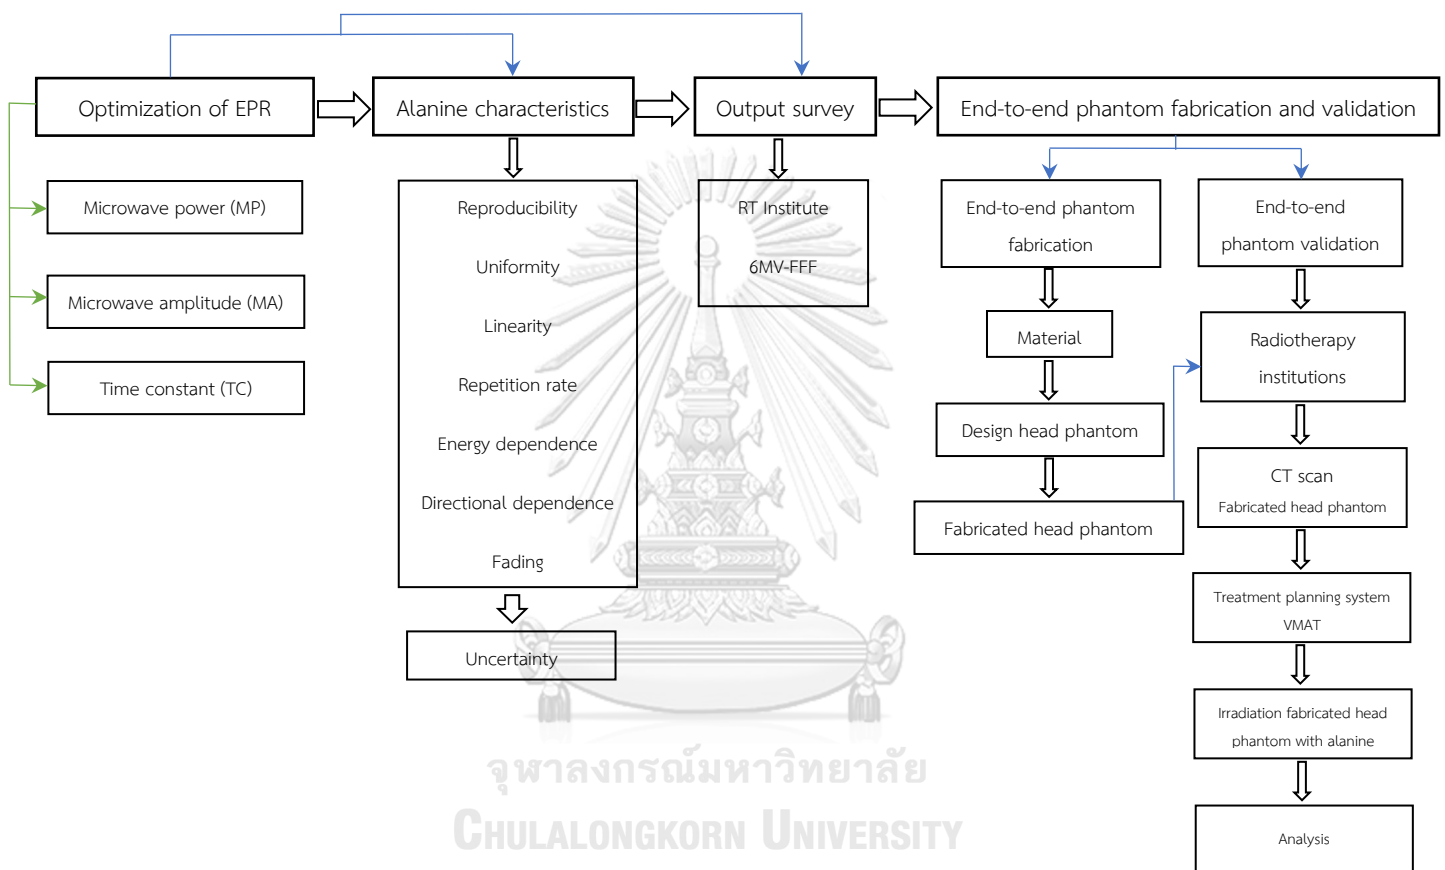 Optimization of EPR
Alanine characteristics
Output survey
End-to-end phantom fabrication and validation
Microwave power (MP)
Microwave amplitude (MA)
Time constant (TC)
Reproducibility
Uniformity
Linearity
Repetition rate
Energy dependence
Directional dependence
Fading
Uncertainty
RT Institute
6MV-FFF
End-to-end phantom
fabrication
Material
Design head phantom
Fabricated head phantom
End-to-end
phantom validation
Radiotherapy
institutions
CT scan
Fabricated head phantom
Treatment planning system
VMAT
Irradiation fabricated head
phantom with alanine
Analysis
จุฬาลงกรณ์มหาวิทยาลัย
CHULALONGKORN UNIVERSITY